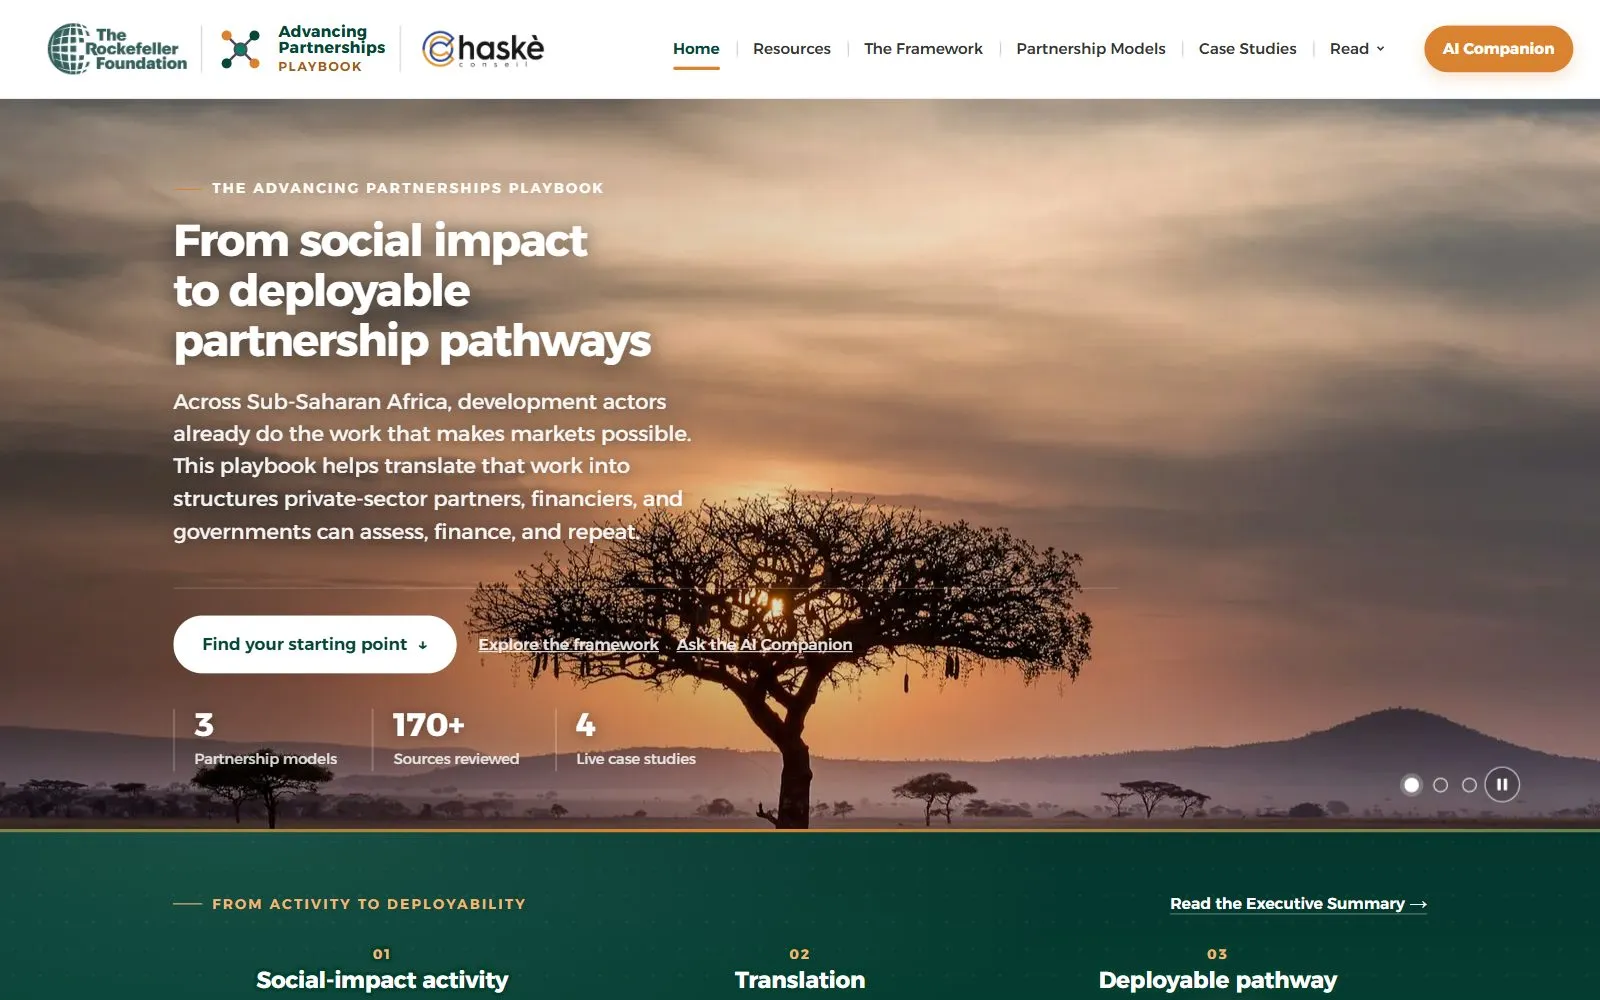 The
Rockefeller
Foundation
Advancing
Partnerships
PLAYBOOK
haskè
conseil
Home
Resources
The Framework
Partnership Models
Case Studies
Read
AI Companion
THE ADVANCING PARTNERSHIPS PLAYBOOK
From social impact
to deployable
partnership pathways
Across Sub-Saharan Africa, development actors
already do the work that makes markets possible.
This playbook helps translate that work into
structures private-sector partners, financiers, and
governments can assess, finance, and repeat.
Find your starting point ↓
Explore the framework
Ask the AI Companion
3
Partnership models
170+
Sources reviewed
4
Live case studies
FROM ACTIVITY TO DEPLOYABILITY
Read the Executive Summary →
01
Social-impact activity
02
Translation
03
Deployable pathway